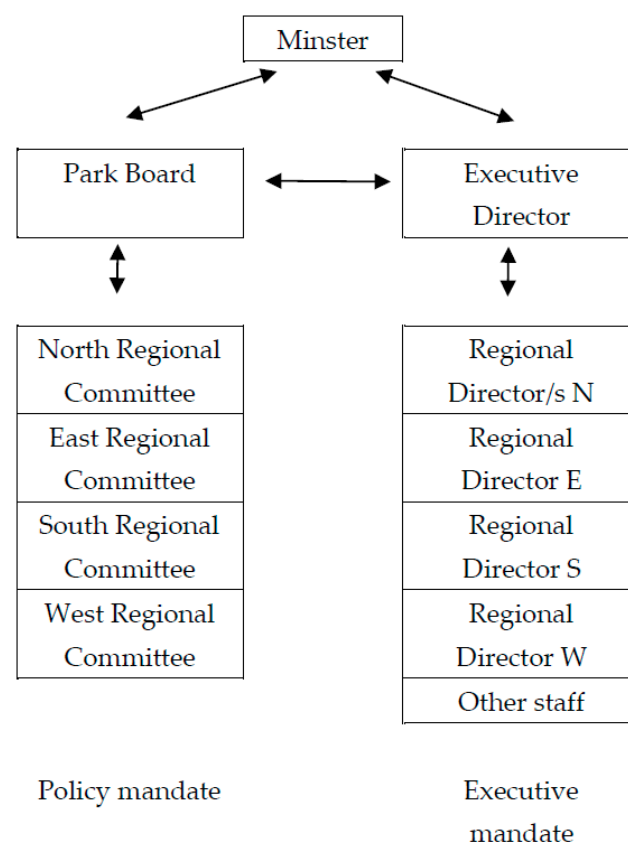 Minster
Park Board
Executive
Director
North Regional
Committee
East Regional
Committee
South Regional
Committee
West Regional
Committee
Regional
Director/s N
Regional
Director E
Regional
Director S
Regional
Director W
Other staff
Policy mandate
Executive
mandate